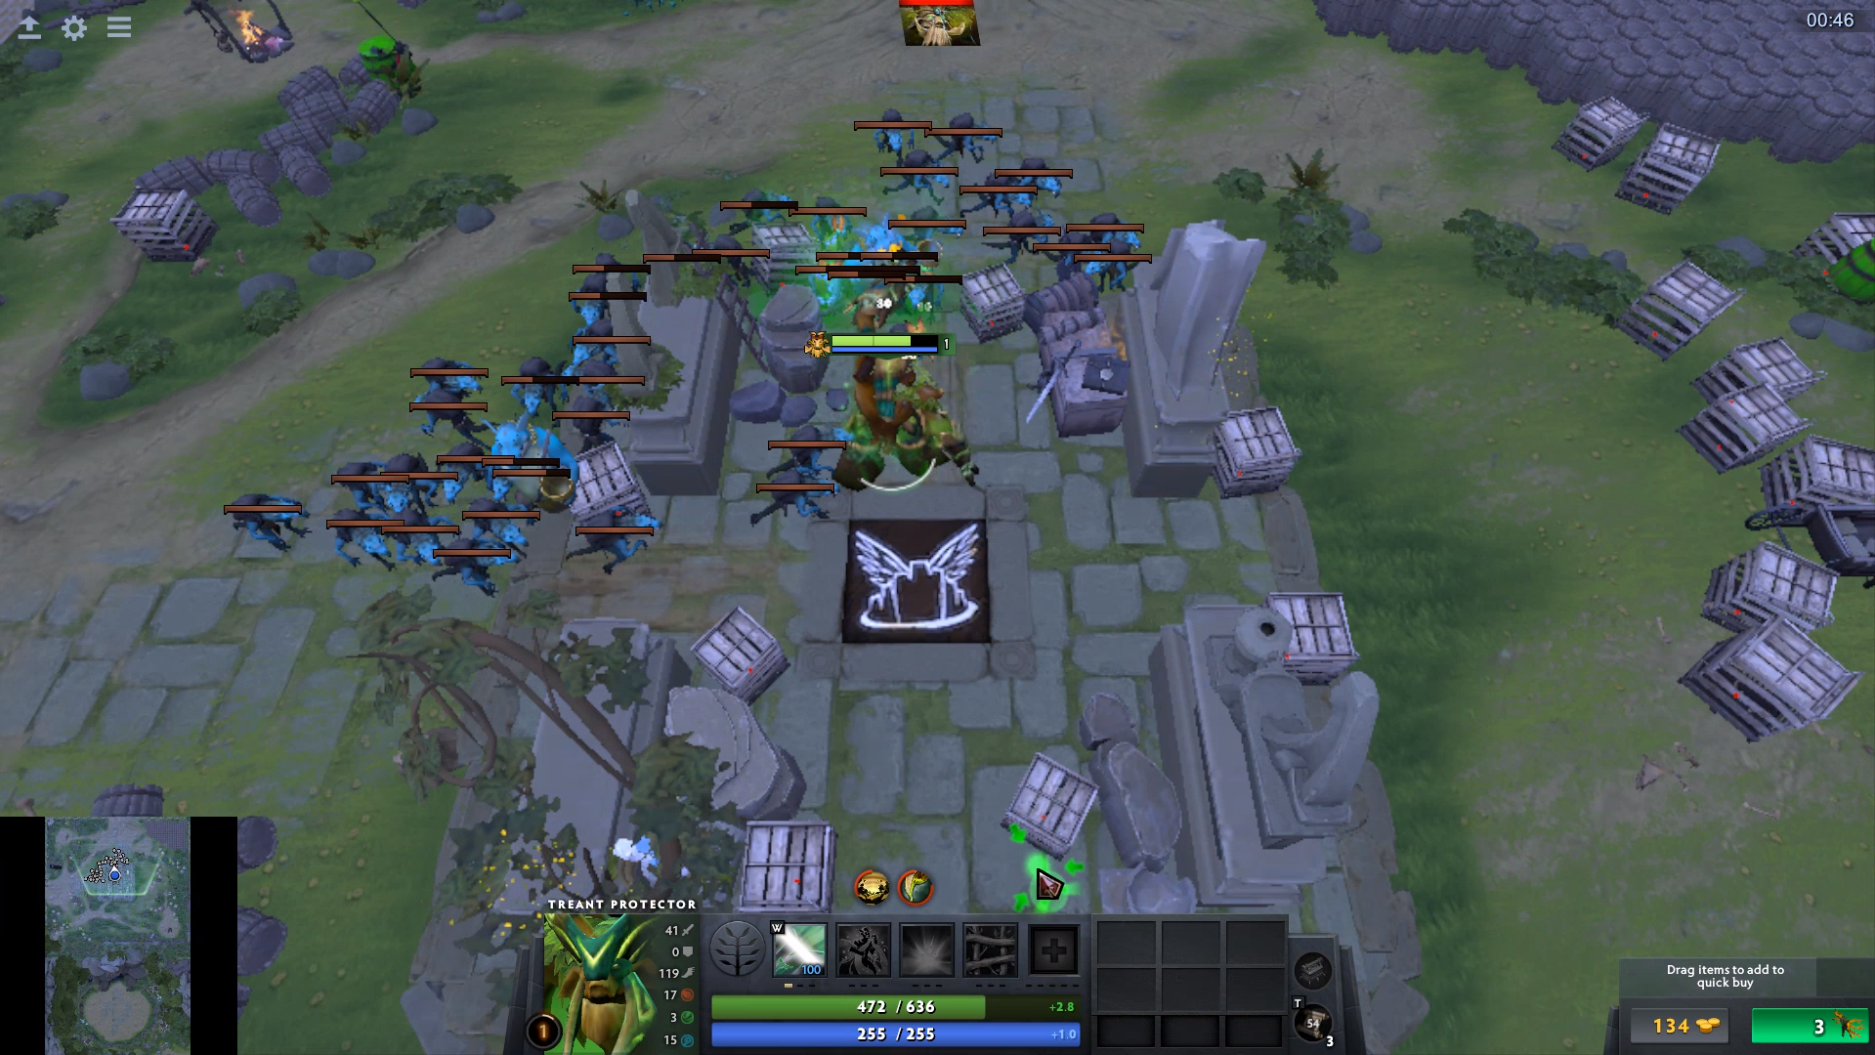 00:46
30
1
TREANT PROTECTOR
41
0
119
17
3
15
1
W
100
472 / 636
+2.8
255 / 255
+1.0
T
54
3
Drag items to add to
quick buy
134
3